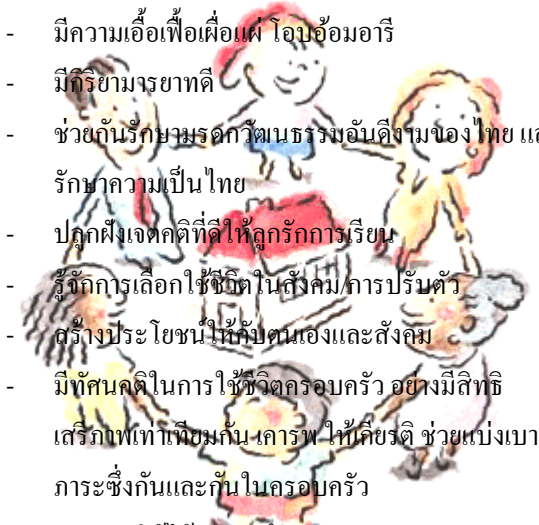 - มีความเอื้อเฟื้อเผื่อแผ่ โอบอ้อมอารี
- มีกิริยามารยาทดี
- ช่วยกันรักษามรดกวัฒนธรรมอันดีงามของไทย
รักษาความเป็นไทย
- ปลูกฝังเจตคติที่ดีให้ลูกรักการเรียน
- รู้จักการเลือกใช้ชีวิตในสังคม/การปรับตัว
- สร้างประโยชน์ให้กับตนเองและสังคม
- มีทัศนคติในการใช้ชีวิตครอบครัว อย่างมีสิทธิ
เสรีภาพเท่าเทียมกัน เคารพ ให้เกียรติ ช่วยแบ่งเบา
ภาระซึ่งกันและกันในครอบครัว